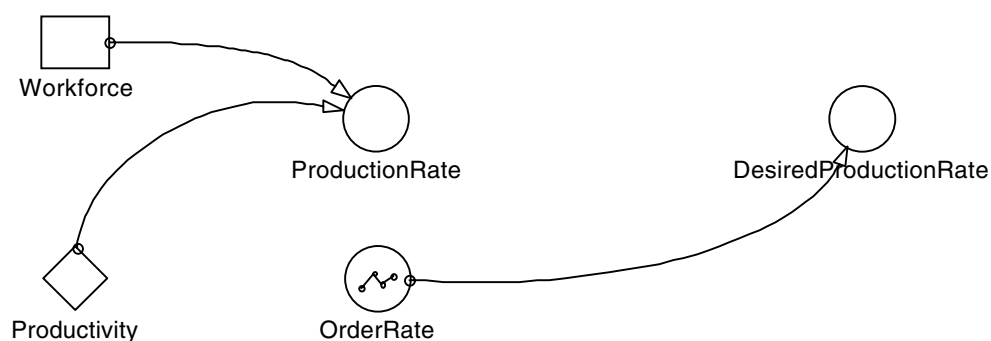 Workforce
ProductionRate
DesiredProductionRate
Productivity
OrderRate